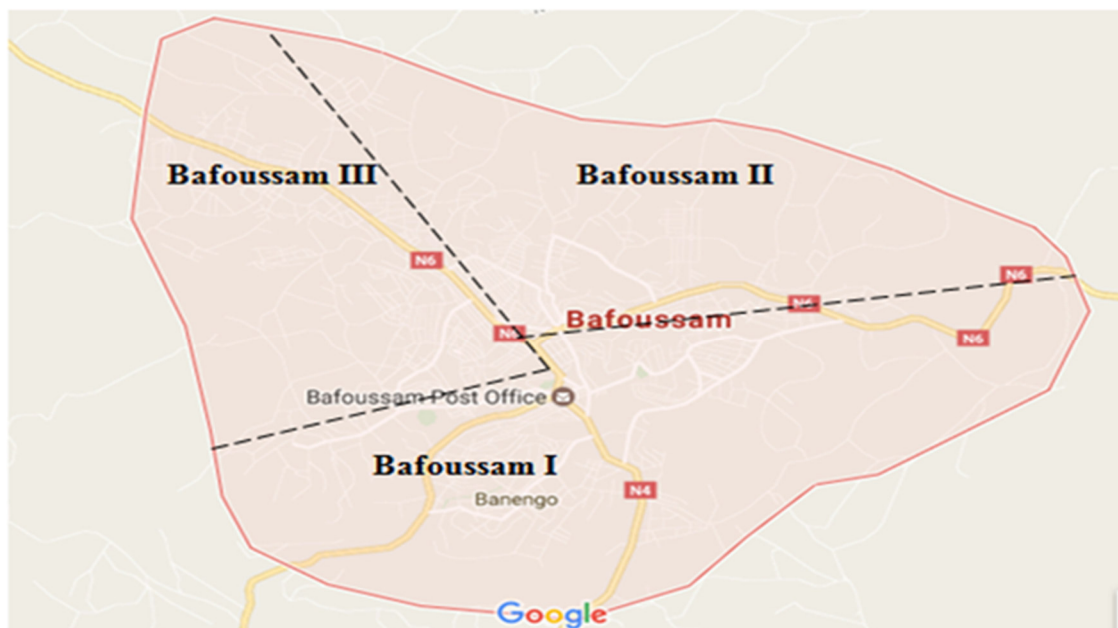 Bafoussam III
Bafoussam II
N6
N6
N6
N6
Bafoussam
N6
Bafoussam Post Office
Bafoussam I
Banengo
N4
Google